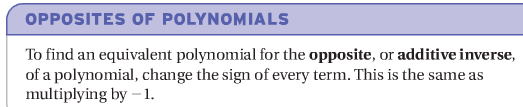 OPPOSITES OF POLYNOMIALS
To find an equivalent polynomial for the opposite, or additive inverse,
of a polynomial, change the sign of every term. This is the same as
multiplying by −1.